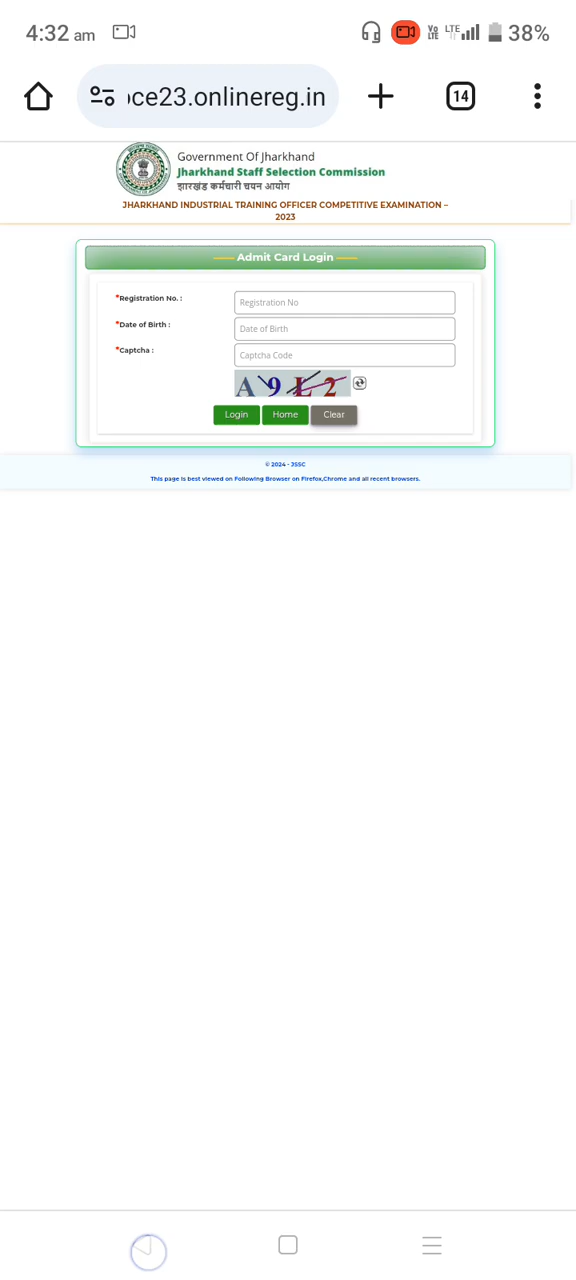 4:32 am
Vo LTE LTE 38%
ce23.onlinereg.in
14
Government Of Jharkhand
Jharkhand Staff Selection Commission
झारखंड कर्मचारी चयन आयोग
JHARKHAND INDUSTRIAL TRAINING OFFICER COMPETITIVE EXAMINATION –
2023
Admit Card Login
*Registration No. :
Registration No
*Date of Birth :
Date of Birth
*Captcha :
Captcha Code
A 9 L 2
Login Home Clear
© 2024 - JSSC
This page is best viewed on Following Browser on Firefox,Chrome and all recent browsers.